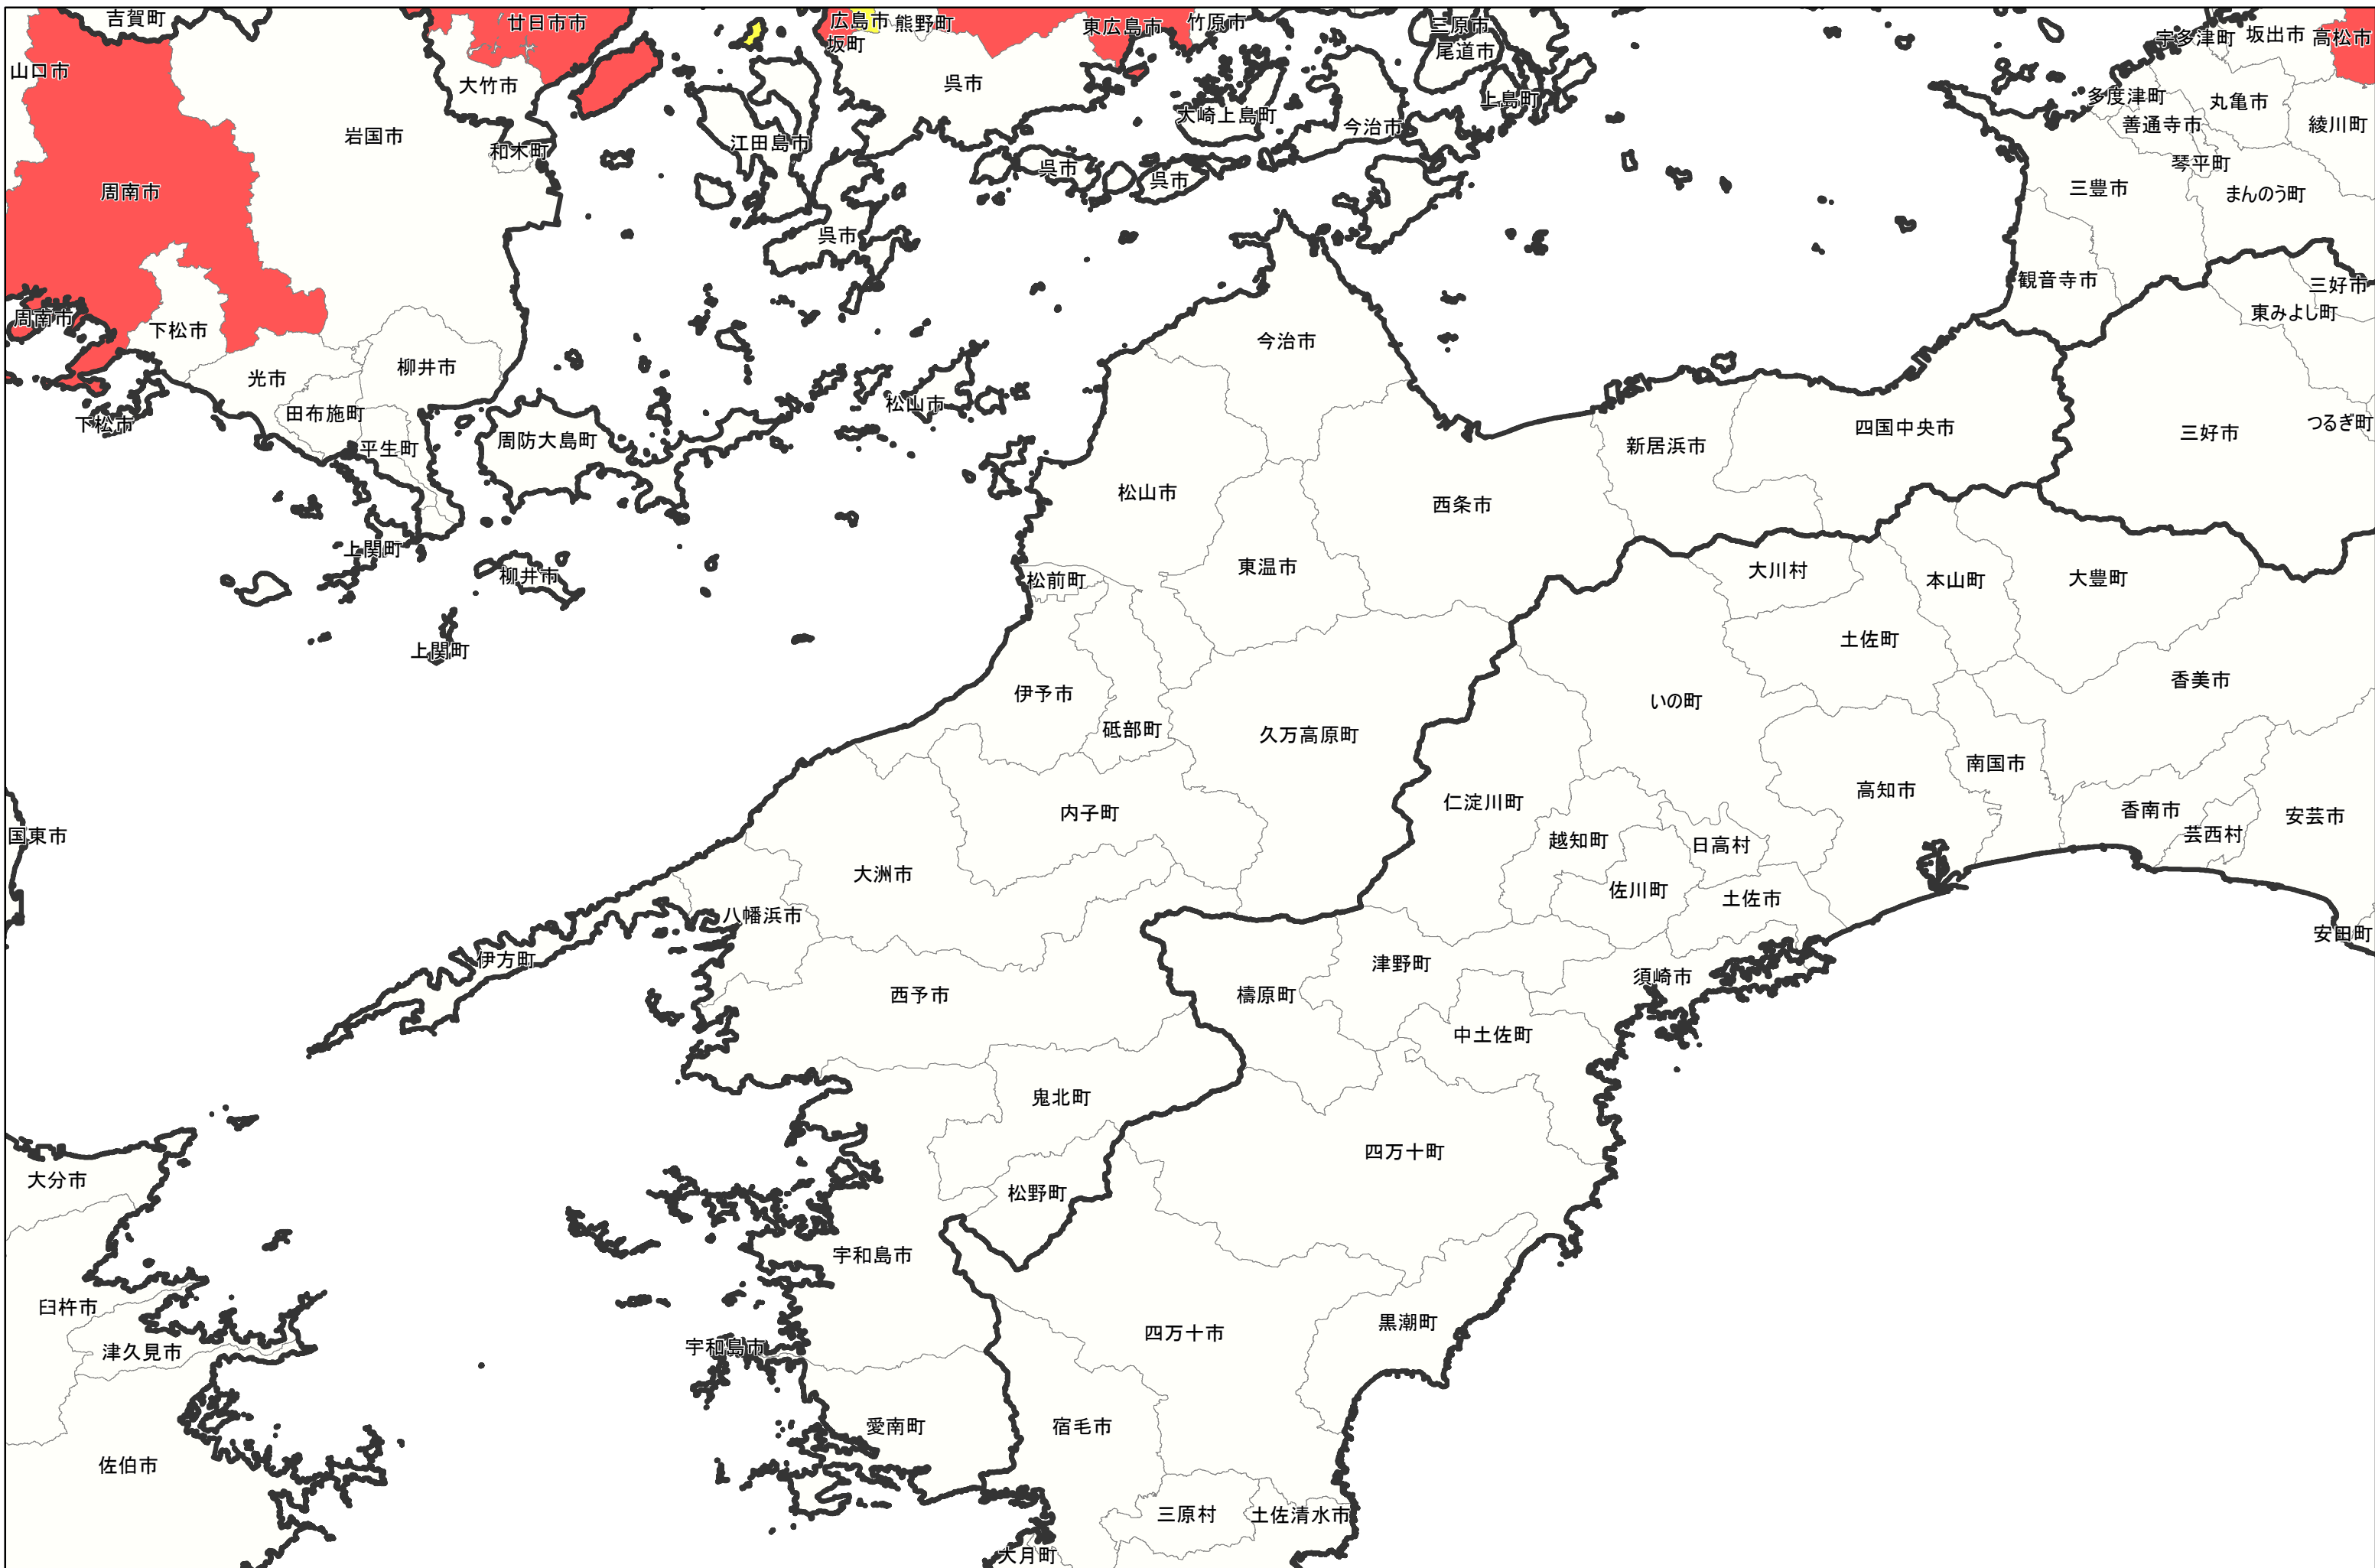 吉賀町
廿日市市
広島市
熊野町
坂町
東広島市
竹原市
三原市
尾道市
宇多津町
坂出市
高松市
山口市
大竹市
呉市
上島町
多度津町
丸亀市
大崎上島町
今治市
善通寺市
綾川町
岩国市
和木町
江田島市
呉市
呉市
琴平町
三豊市
まんのう町
周南市
呉市
観音寺市
三好市
東みよし町
周南市
下松市
今治市
光市
柳井市
田布施町
松山市
下松市
周防大島町
平生町
新居浜市
四国中央市
三好市
つるぎ町
松山市
西条市
上関町
柳井市
松前町
東温市
大川村
本山町
大豊町
上関町
土佐町
伊予市
砥部町
久万高原町
いの町
香美市
南国市
仁淀川町
高知市
内子町
国東市
越知町
日高村
香南市
芸西村
安芸市
大洲市
佐川町
土佐市
八幡浜市
安田町
伊方町
西予市
檮原町
津野町
須崎市
中土佐町
鬼北町
四万十町
大分市
松野町
宇和島市
臼杵市
津久見市
宇和島市
四万十市
黒潮町
愛南町
宿毛市
佐伯市
三原村
土佐清水市
大月町